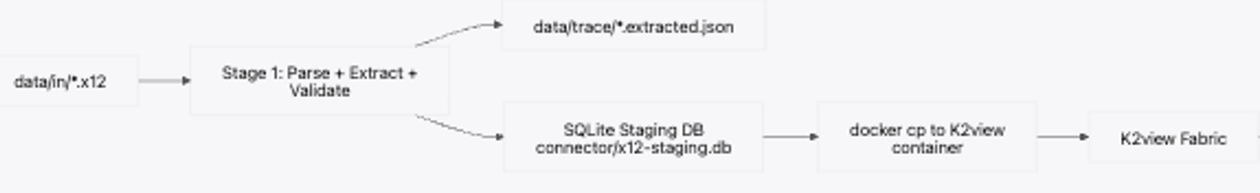 data/trace/*.extracted.json
data/in/*.x12
Stage 1: Parse + Extract +
Validate
SQLite Staging DB
connector/x12-staging.db
docker cp to K2view
container
K2view Fabric